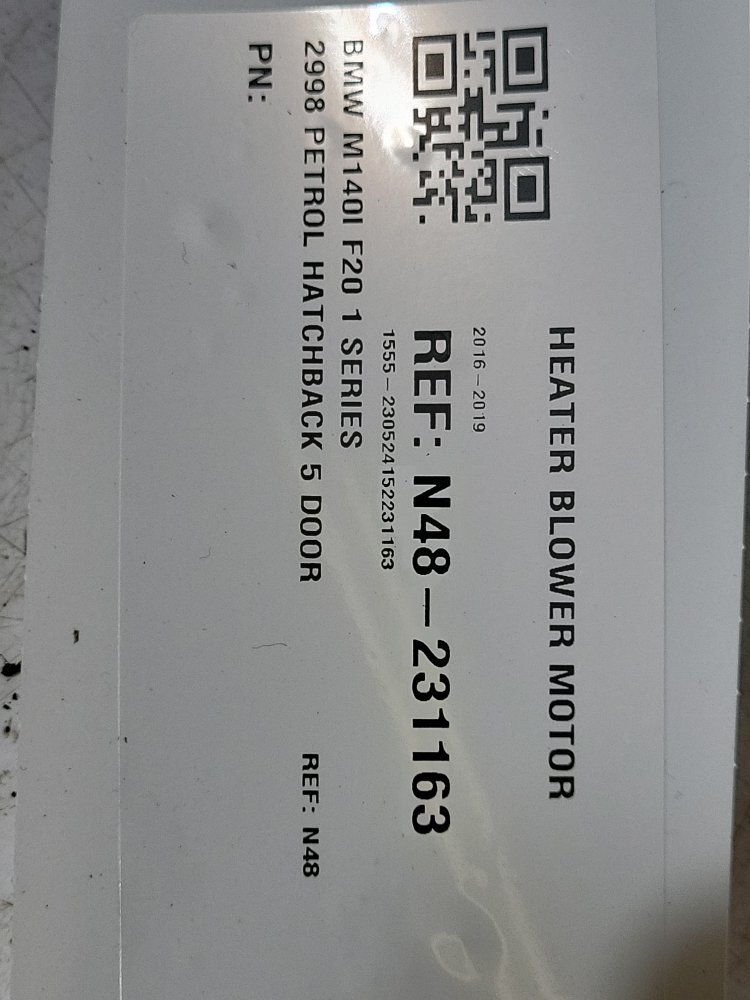 HEATER BLOWER MOTOR
2016-2019
REF: N48-231163
1555-230524152231163
BMW M140I F20 1 SERIES
2998 PETROL HATCHBACK 5 DOOR
REF: N48
PN: